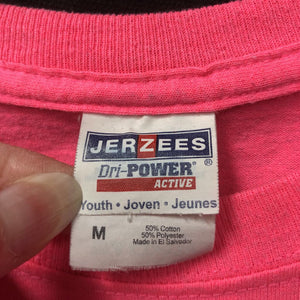 JERZEES
Dri-POWER®
ACTIVE
Youth • Joven • Jeunes
M
50% Cotton
50% Polyester
Made in El Salvador